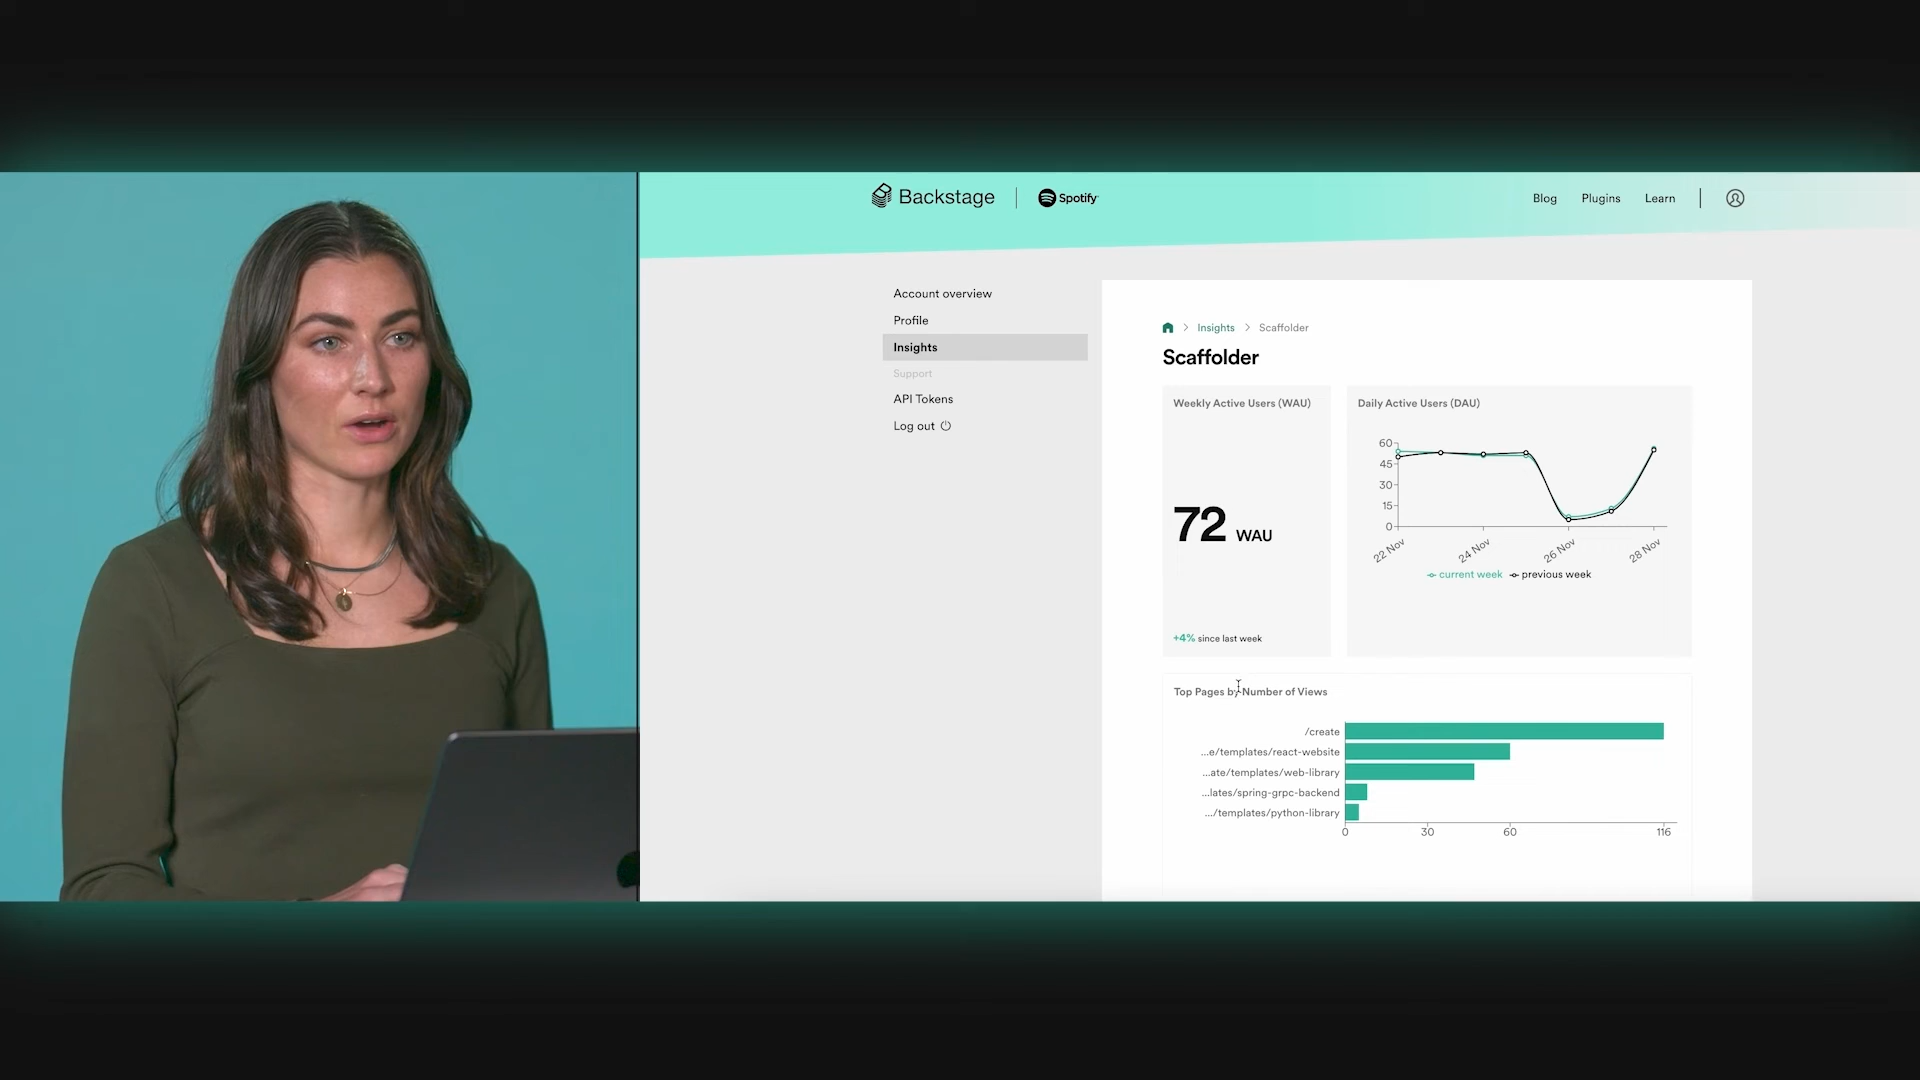 Backstage
Spotify
Blog
Plugins
Learn
Account overview
Profile
Insights
Support
API Tokens
Log out
Insights > Scaffolder
Scaffolder
Weekly Active Users (WAU)
72 WAU
+4% since last week
Daily Active Users (DAU)
60
45
30
15
0
22 Nov
24 Nov
26 Nov
28 Nov
current week
previous week
Top Pages by Number of Views
/create
...e/templates/react-website
...ate/templates/web-library
...lates/spring-grpc-backend
.../templates/python-library
0
30
60
116